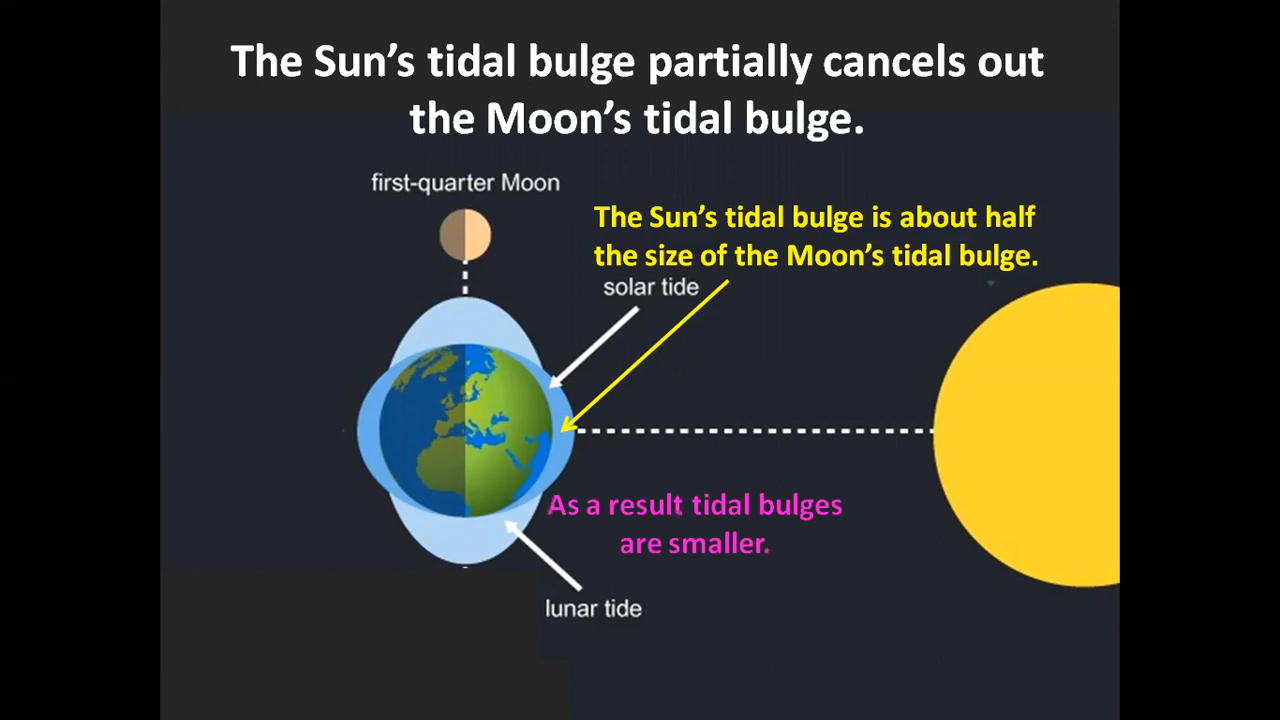 The Sun’s tidal bulge partially cancels out
the Moon’s tidal bulge.
first-quarter Moon
The Sun’s tidal bulge is about half
the size of the Moon’s tidal bulge.
solar tide
As a result tidal bulges
are smaller.
lunar tide